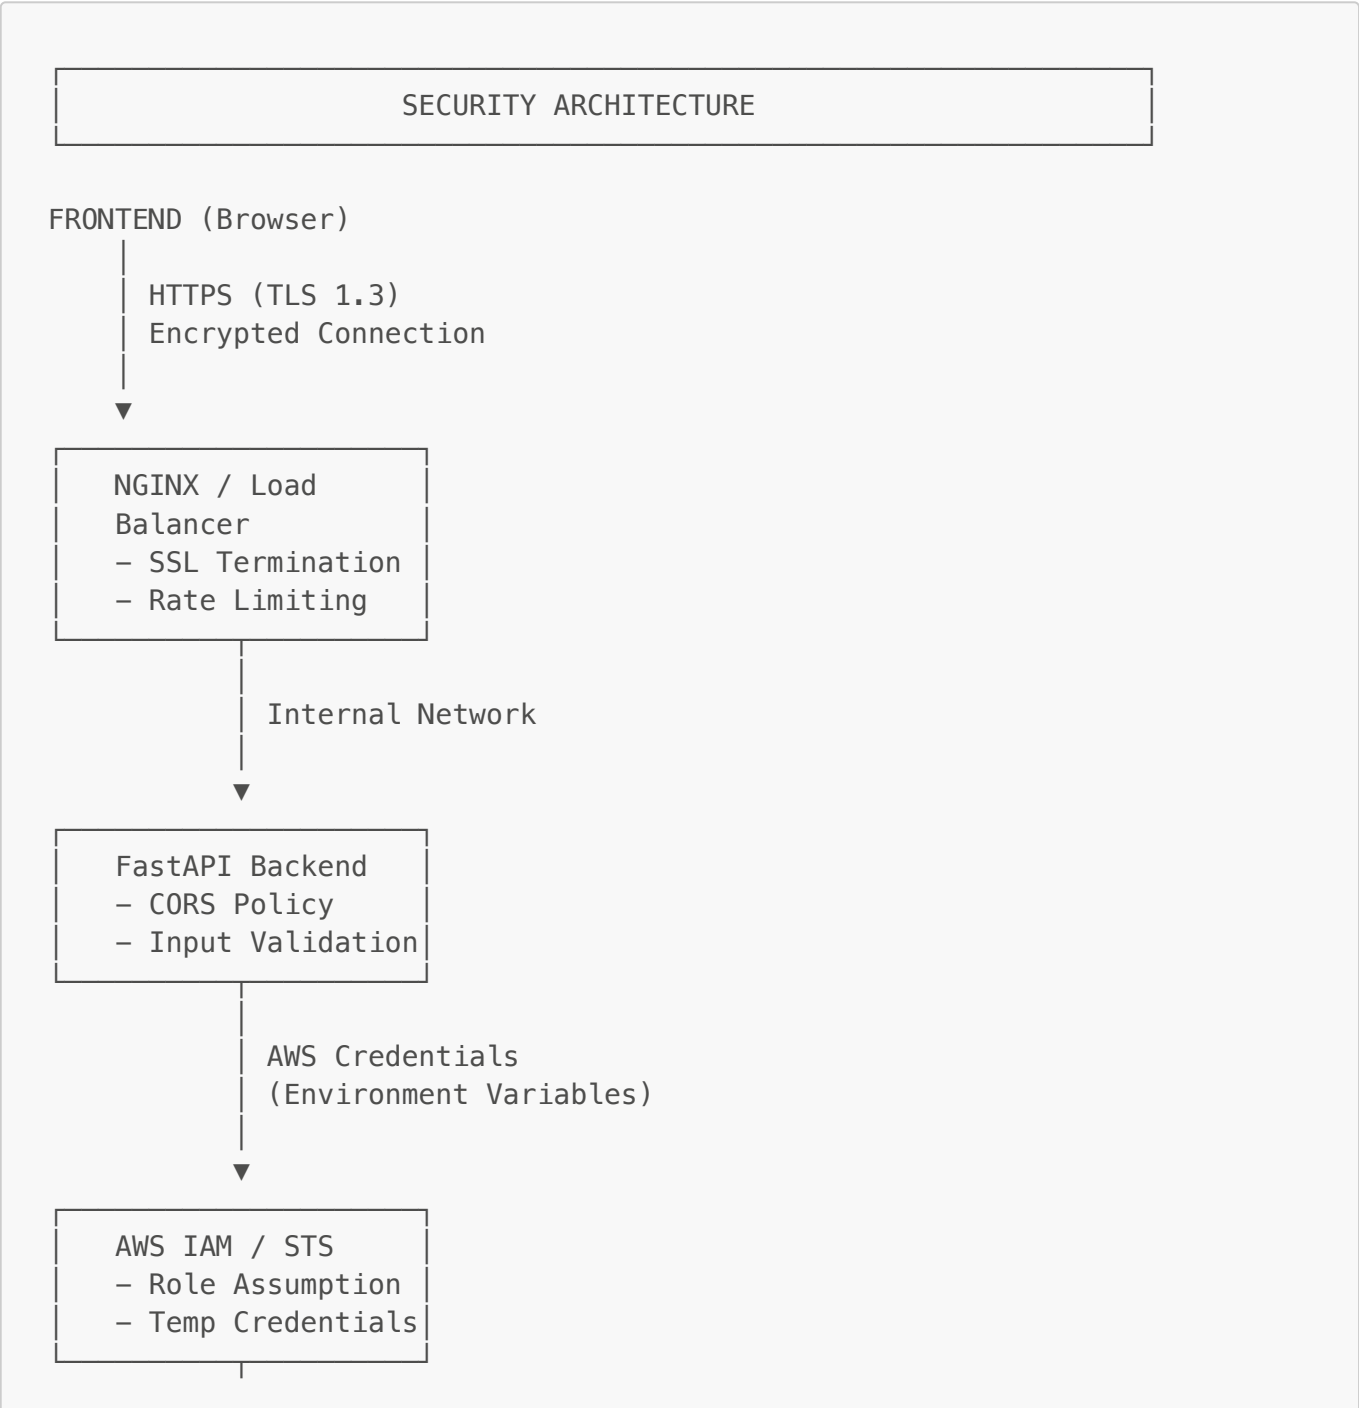 SECURITY ARCHITECTURE
FRONTEND (Browser)
HTTPS (TLS 1.3)
Encrypted Connection
▼
NGINX / Load
Balancer
- SSL Termination
- Rate Limiting
Internal Network
▼
FastAPI Backend
- CORS Policy
- Input Validation
AWS Credentials
(Environment Variables)
▼
AWS IAM / STS
- Role Assumption
- Temp Credentials